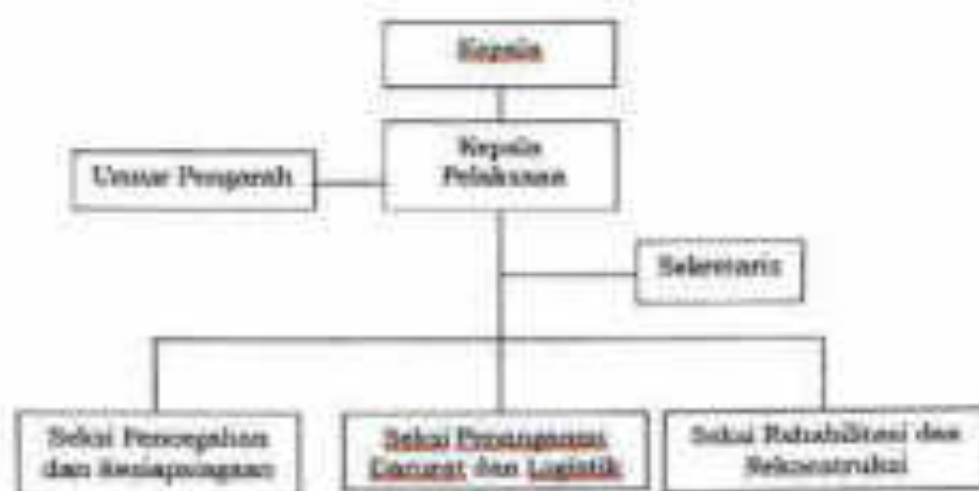 Kepala
Kepala
Pelaksana
Unsur Pengarah
Sekretaris
Seksi Pencegahan
dan Kesiapsiagaan
Seksi Penanganan
Darurat dan Logistik
Seksi Rehabilitasi dan
Rekonstruksi